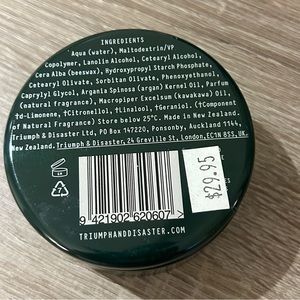 INGREDIENTS
Aqua (water), Maltodextrin/VP
Copolymer, Lanolin Alcohol, Cetearyl Alcohol,
Cera Alba (beeswax), Hydroxypropyl Starch Phosphate,
Cetearyl Olivate, Sorbitan Olivate, Phenoxyethanol,
Caprylyl Glycol, Argania Spinosa (argan) Kernel Oil, Parfum
(natural fragrance), Macropiper Excelsum (kawakawa) Oil,
†d-Limonene, (†Citronellol), †Linalool, †Geraniol. (†Component
of Natural Fragrance) Store below 25°C. Made in New Zealand.
Triumph & Disaster Ltd, PO Box 147220, Ponsonby, Auckland 1144,
New Zealand. Triumph & Disaster, 24 Greville St, London, EC1N 8SS, UK.
$29.95
9 421902 620607 >
TRIUMPHANDDISASTER.COM